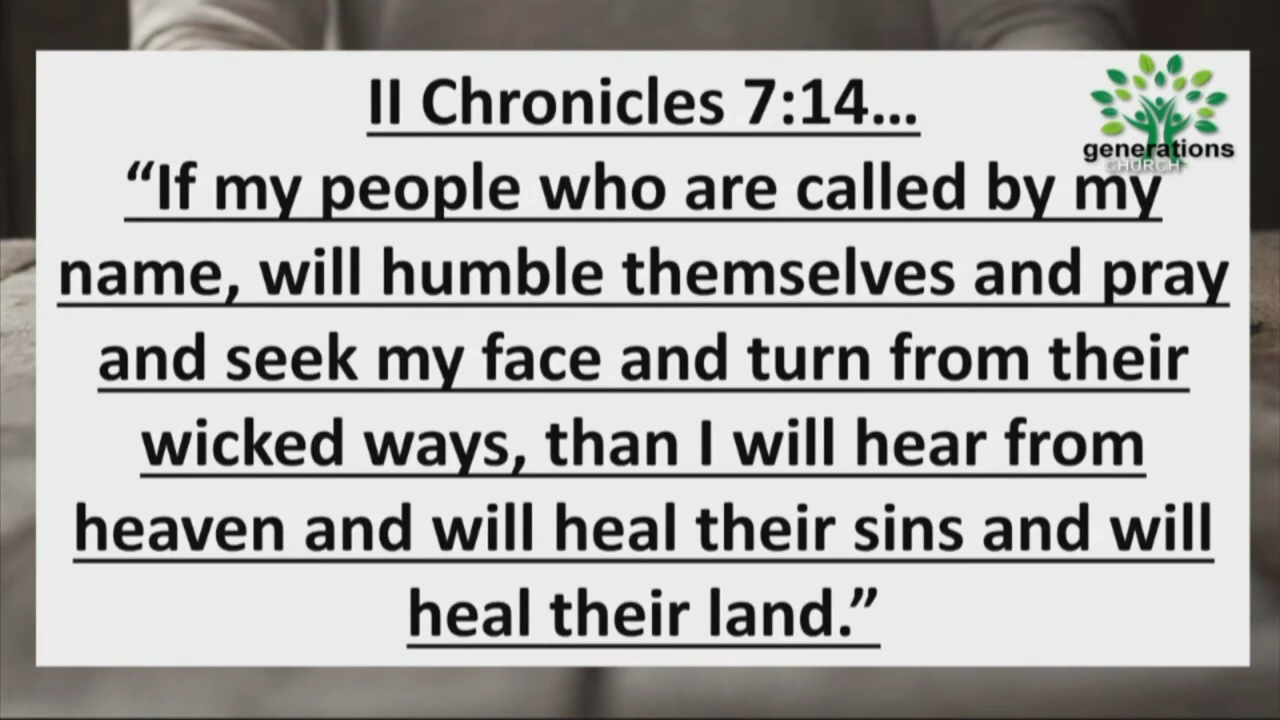 II Chronicles 7:14...
“If my people who are called by my
name, will humble themselves and pray
and seek my face and turn from their
wicked ways, than I will hear from
heaven and will heal their sins and will
heal their land.”
generations
CHURCH